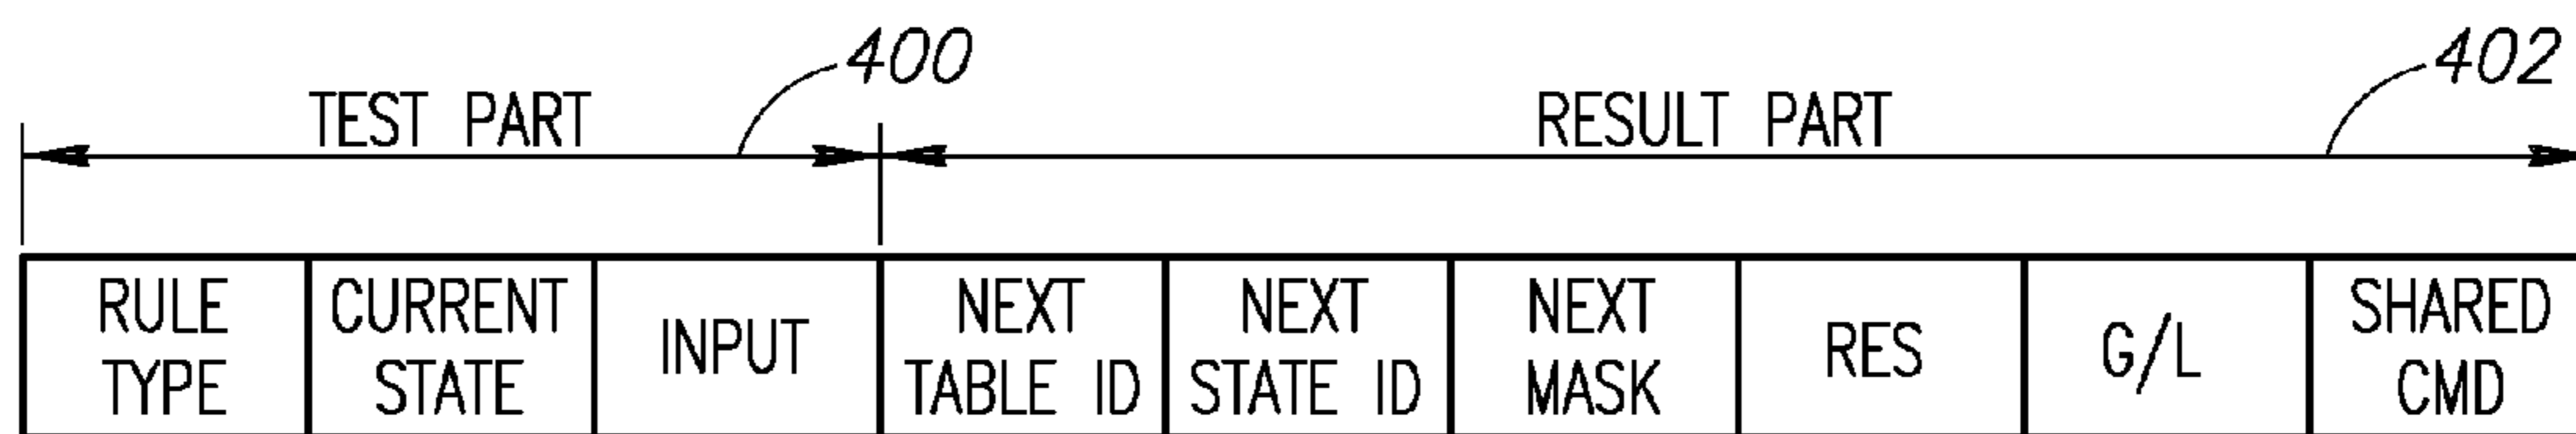 400
402
TEST PART
RESULT PART
RULE TYPE
CURRENT STATE
INPUT
NEXT TABLE ID
NEXT STATE ID
NEXT MASK
RES
G/L
SHARED CMD